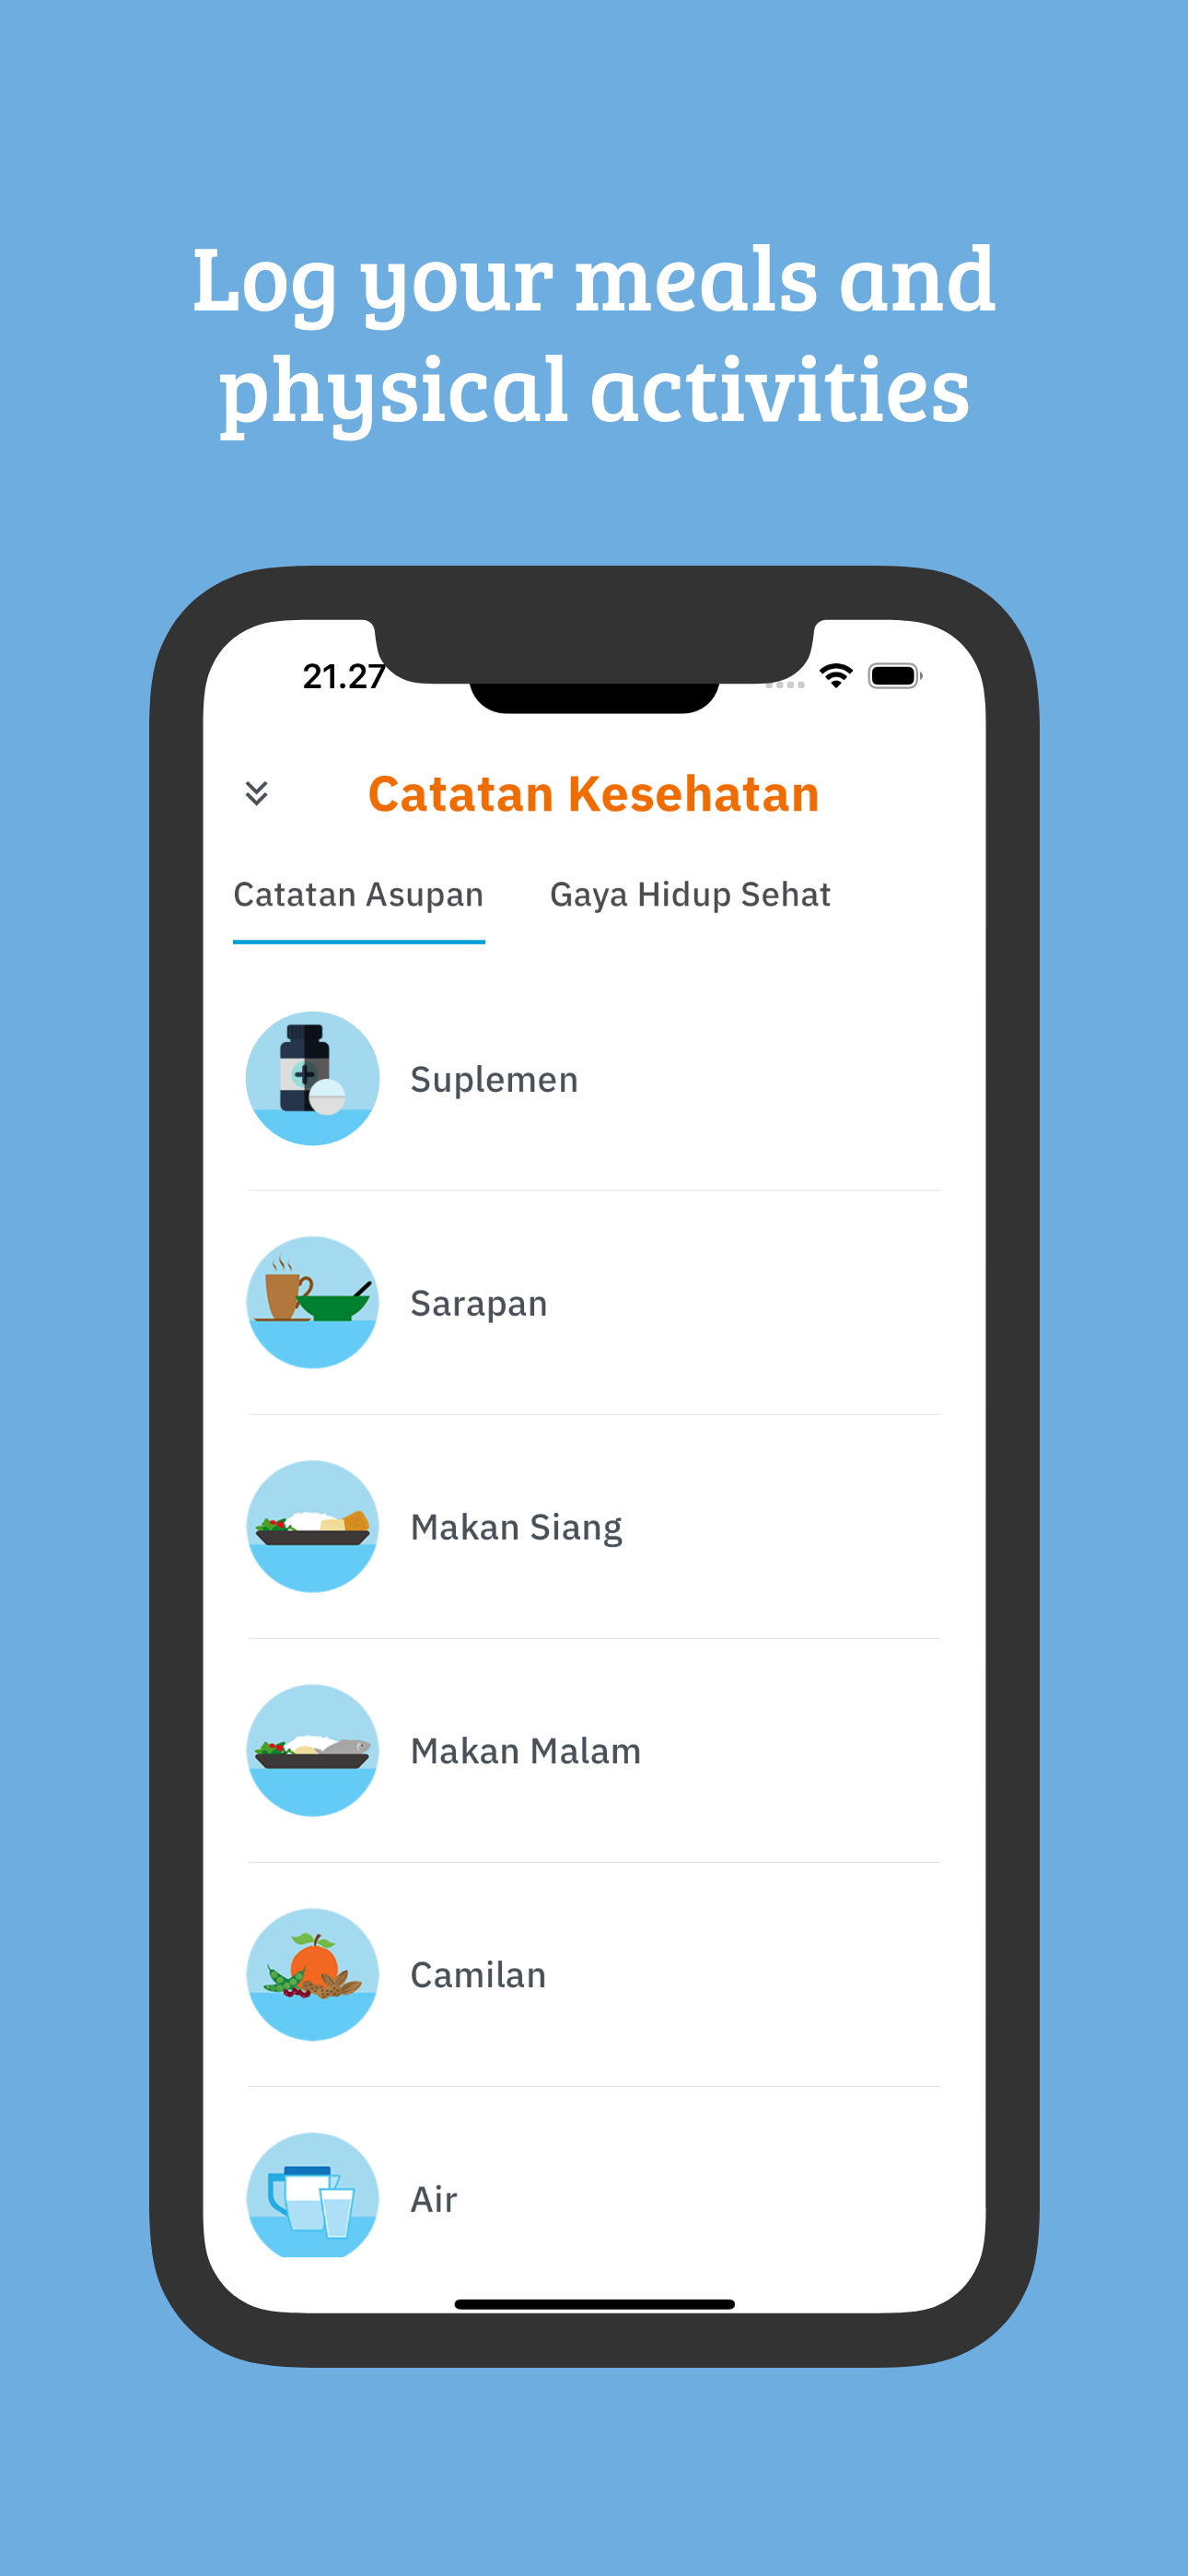 Log your meals and
physical activities
21.27
Catatan Kesehatan
Catatan Asupan
Gaya Hidup Sehat
Suplemen
Sarapan
Makan Siang
Makan Malam
Camilan
Air